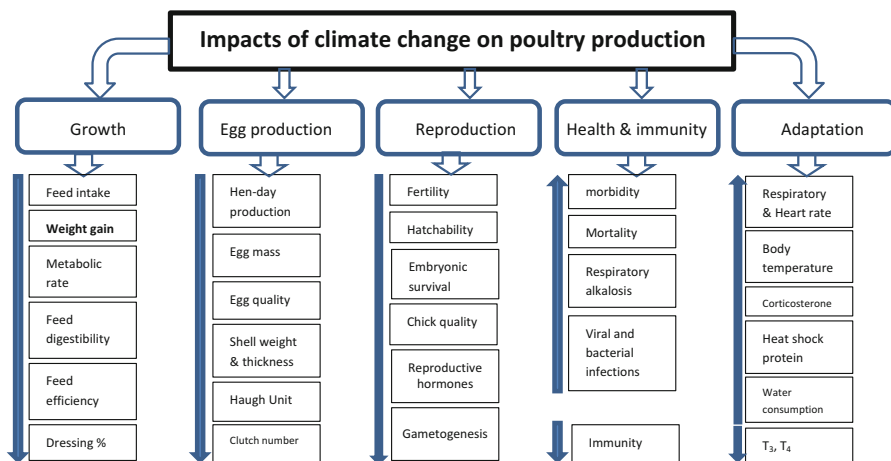 Impacts of climate change on poultry production
Growth
Feed intake
Weight gain
Metabolic
rate
Feed
digestibility
Feed
efficiency
Dressing %
Egg production
Hen-day
production
Egg mass
Egg quality
Shell weight
& thickness
Haugh Unit
Clutch number
Reproduction
Fertility
Hatchability
Embryonic
survival
Chick quality
Reproductive
hormones
Gametogenesis
Health & immunity
morbidity
Mortality
Respiratory
alkalosis
Viral and
bacterial
infections
Immunity
Adaptation
Respiratory
& Heart rate
Body
temperature
Corticosterone
Heat shock
protein
Water
consumption
T₃, T₄